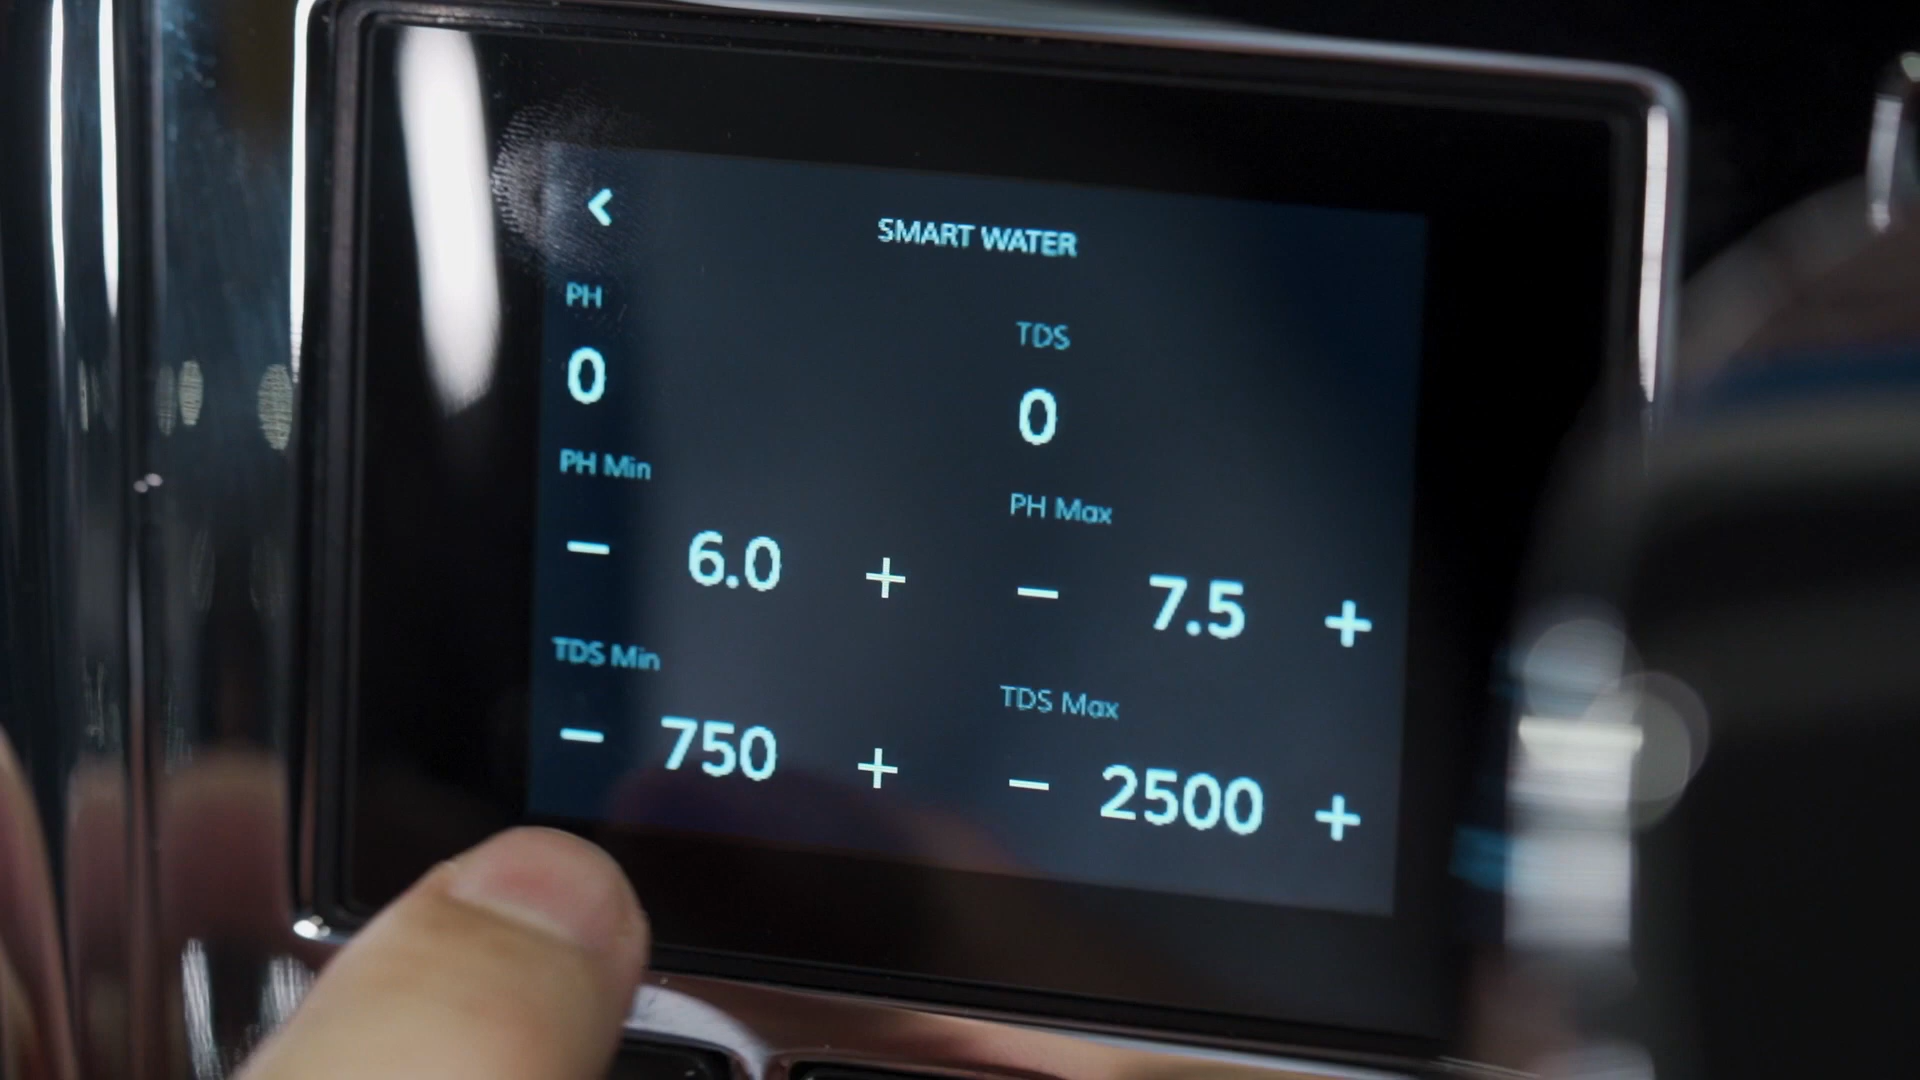 SMART WATER
PH
0
TDS
0
PH Min
- 6.0 +
PH Max
- 7.5 +
TDS Min
- 750 +
TDS Max
- 2500 +